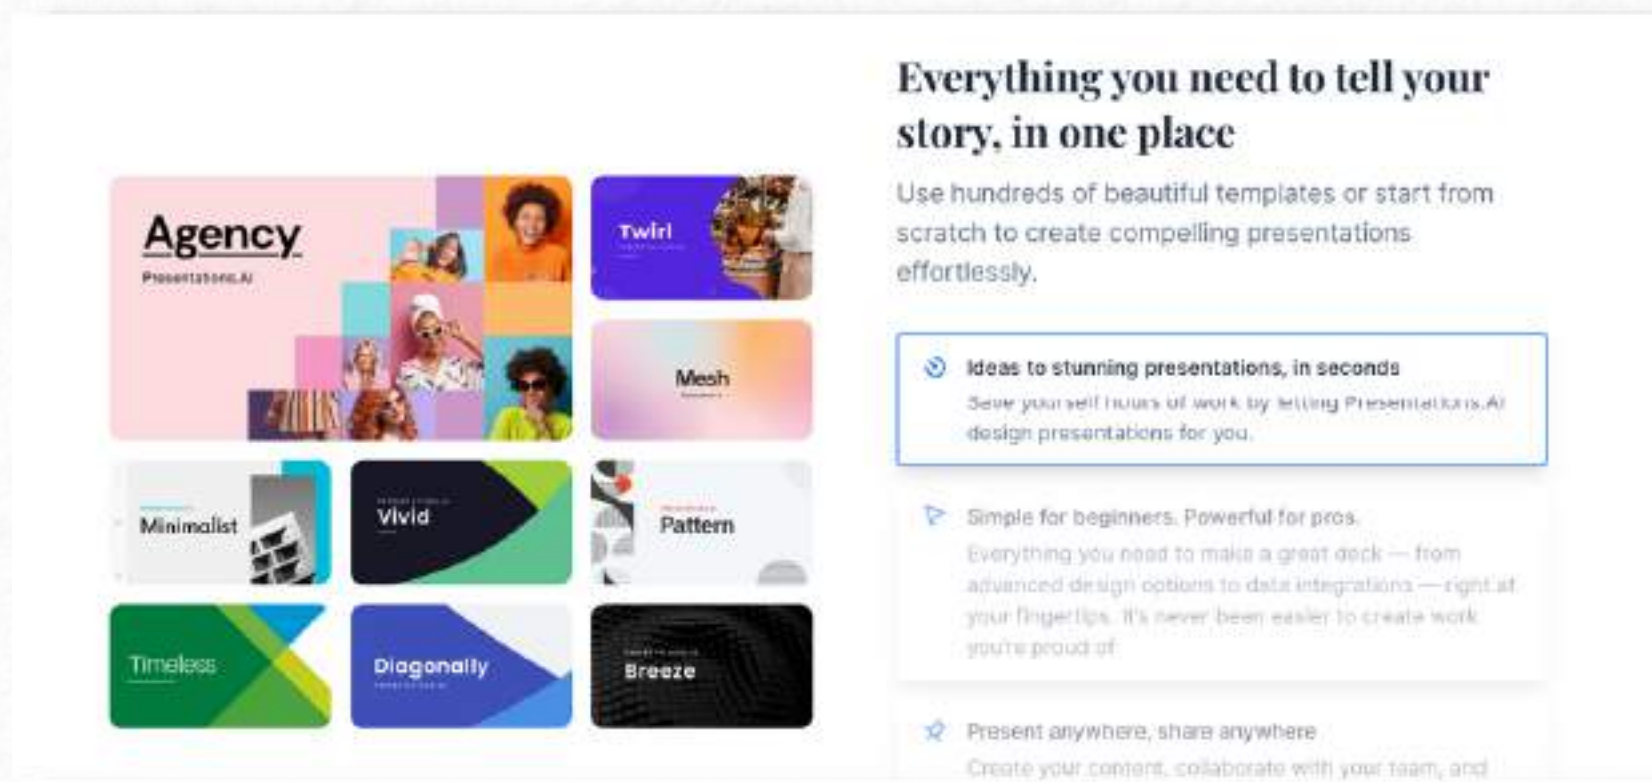 Everything you need to tell your
story, in one place
Use hundreds of beautiful templates or start from
scratch to create compelling presentations
effortlessly.
Agency
Presentations.AI
Twirl
Mesh
Minimalist
Vivid
Pattern
Timeless
Diagonally
Breeze
Ideas to stunning presentations, in seconds
Save yourself hours of work by letting Presentations.AI
design presentations for you.
Simple for beginners. Powerful for pros.
Everything you need to make a great deck — from
advanced design options to data integrations — right at
your fingertips. It's never been easier to create work
you're proud of
Present anywhere, share anywhere
Create your content, collaborate with your team, and